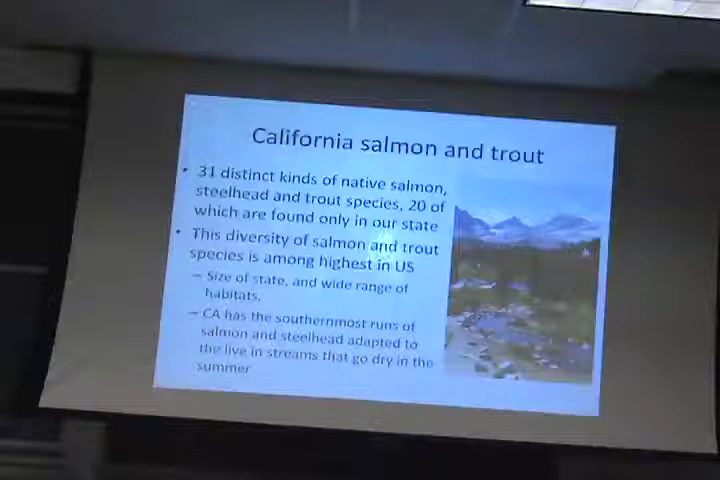 California salmon and trout
• 31 distinct kinds of native salmon,
steelhead and trout species, 20 of
which are found only in our state
• This diversity of salmon and trout
species is among highest in US
– Size of state, and wide range of
habitats.
– CA has the southernmost runs of
salmon and steelhead adapted to
the live in streams that go dry in the
summer